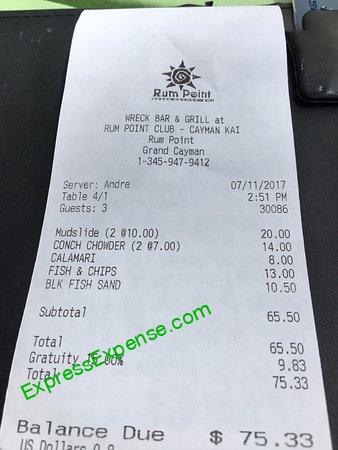 Rum Point
WRECK BAR & GRILL at
RUM POINT CLUB - CAYMAN KAI
Rum Point
Grand Cayman
1-345-947-9412
Server: Andre 07/11/2017
Table 4/1 2:51 PM
Guests: 3 30086
Mudslide (2 @10.00) 20.00
CONCH CHOWDER (2 @7.00) 14.00
CALAMARI 8.00
FISH & CHIPS 13.00
BLK FISH SAND 10.50
Subtotal 65.50
Total 65.50
Gratuity 15.00% 9.83
Total 75.33
ExpressExpense.com
Balance Due $ 75.33
US Dollars